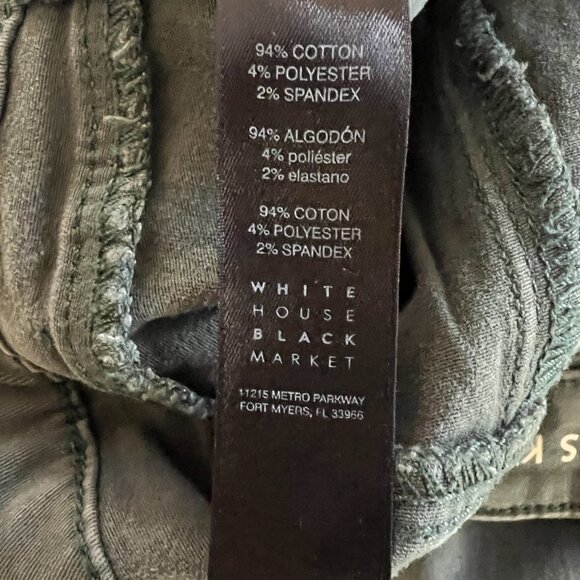 94% COTTON
4% POLYESTER
2% SPANDEX
94% ALGODÓN
4% poliéster
2% elastano
94% COTON
4% POLYESTER
2% SPANDEX
WHITE
HOUSE
BLACK
MARKET
11215 METRO PARKWAY
FORT MYERS, FL 33966